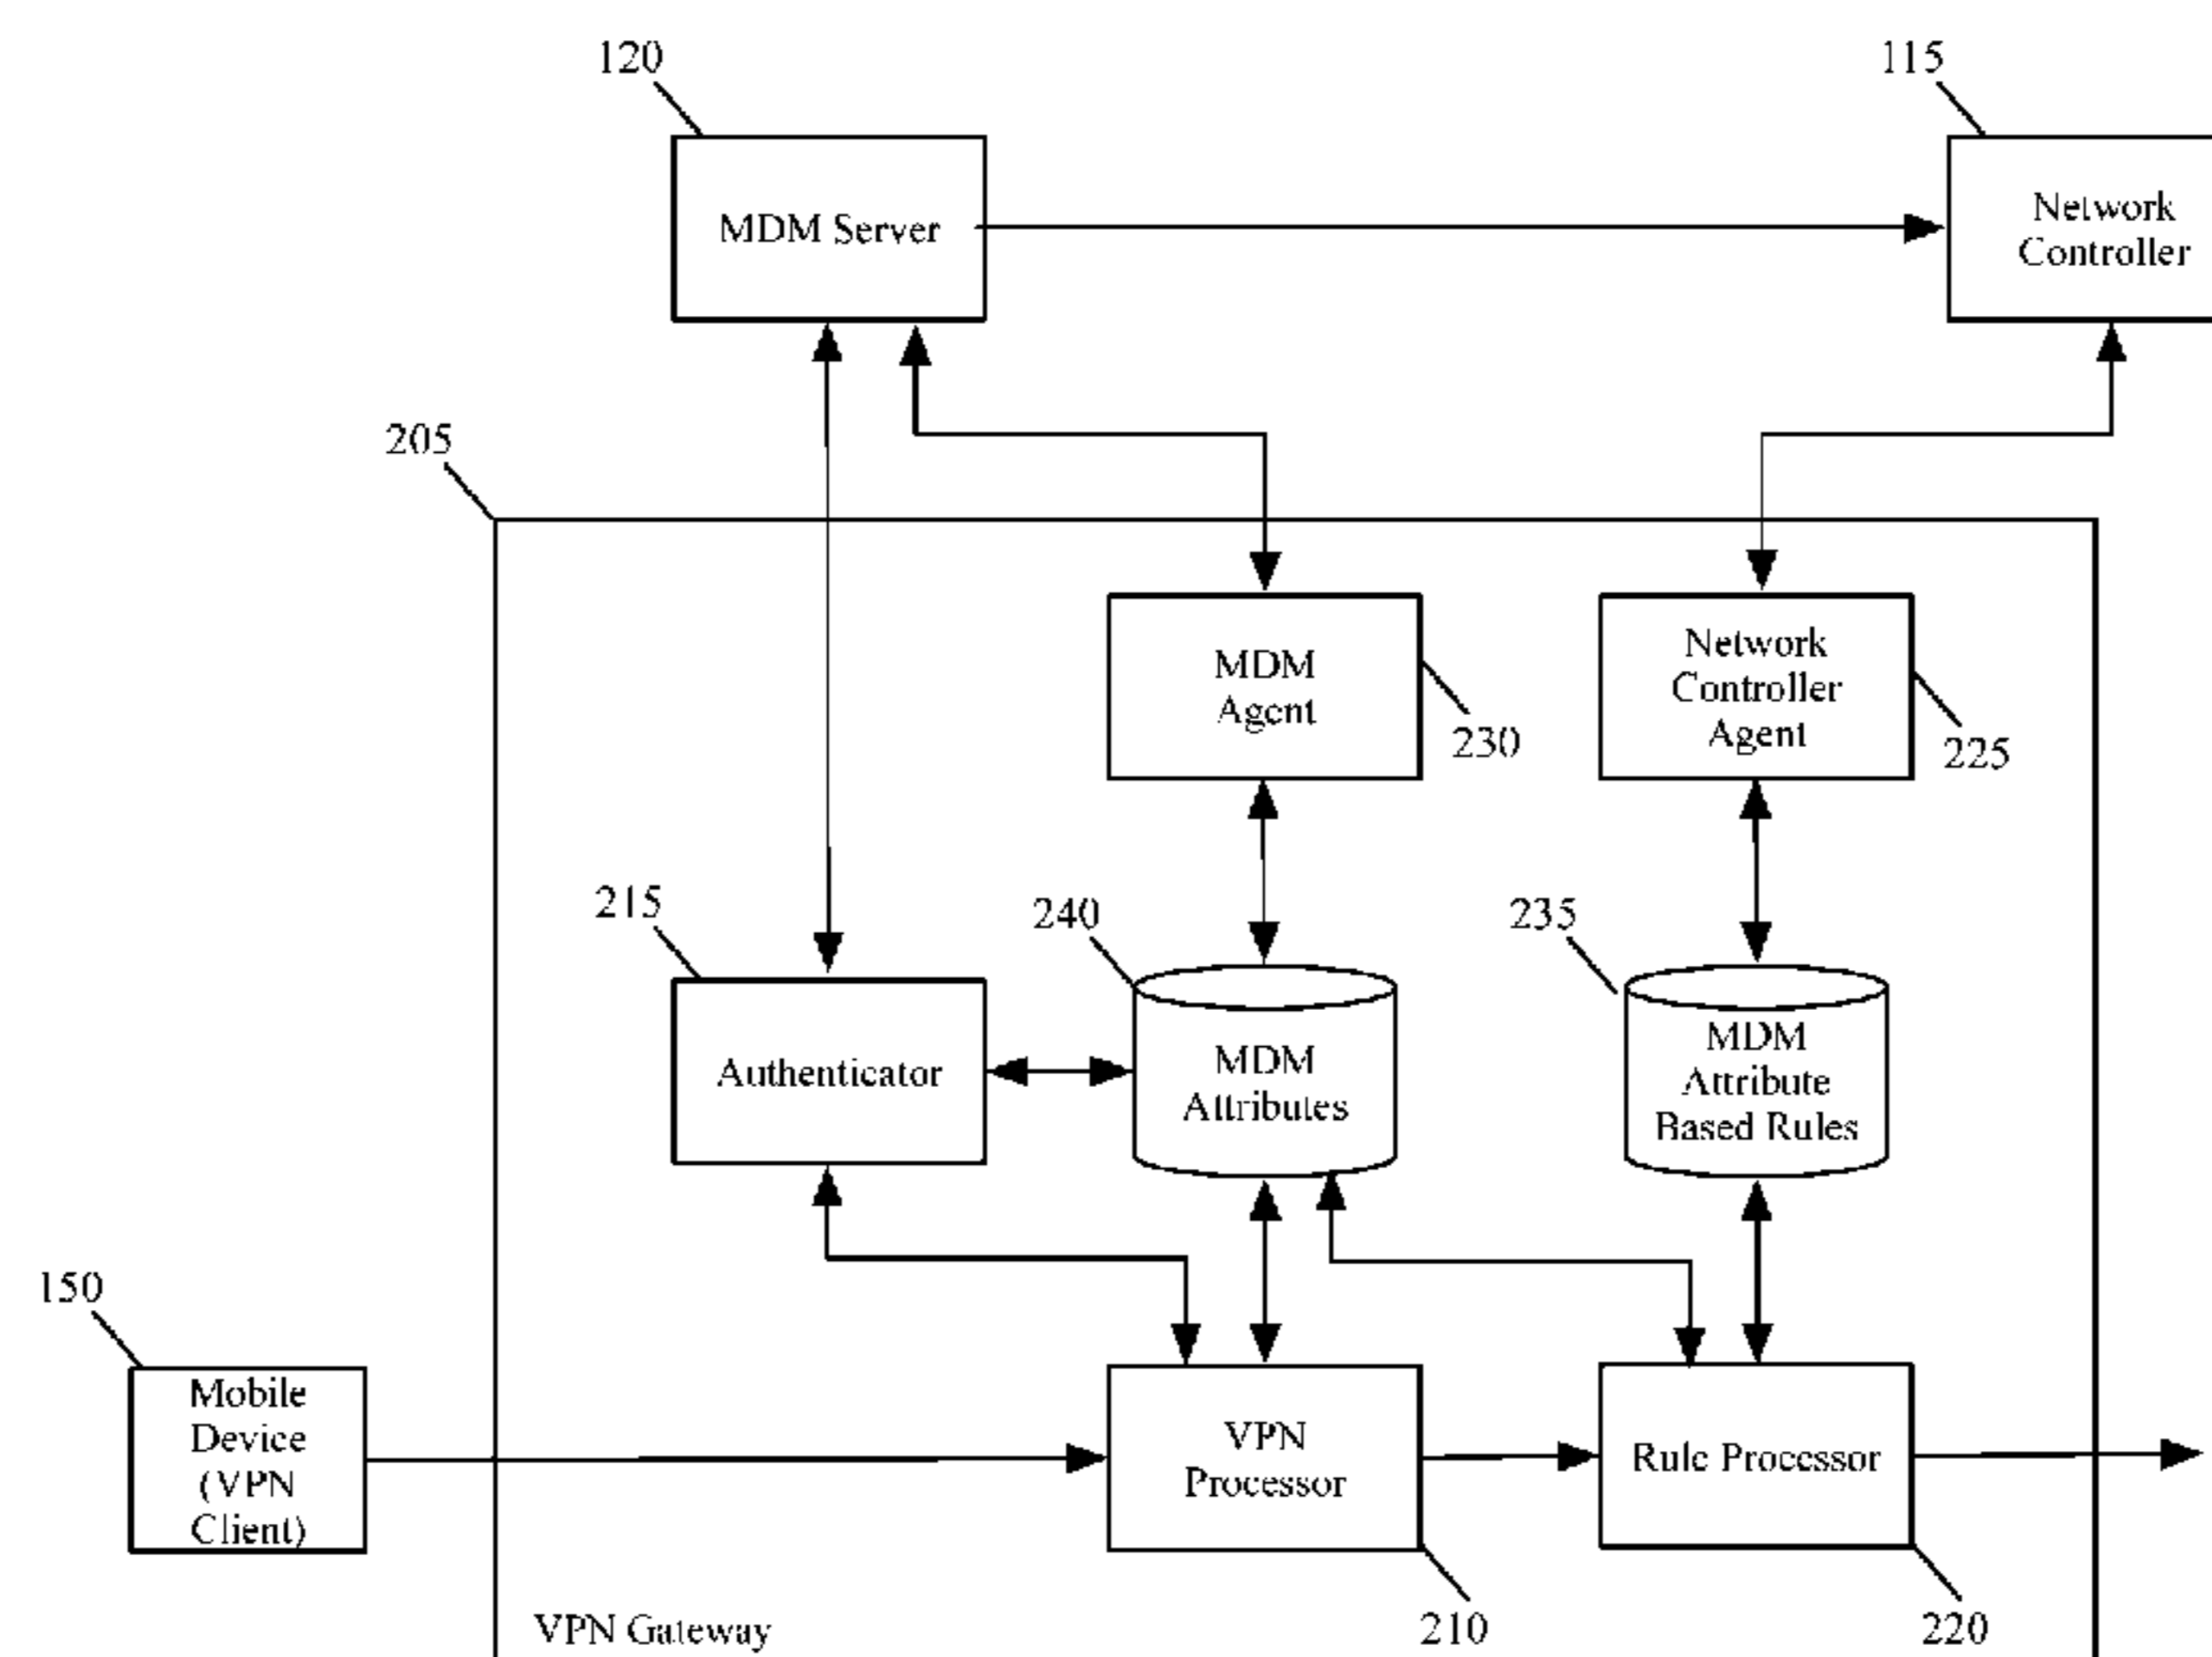 120
115
MDM Server
Network
Controller
205
MDM
Agent
230
Network
Controller
Agent
225
215
240
235
Authenticator
MDM
Attributes
MDM
Attribute
Based Rules
150
Mobile
Device
(VPN
Client)
VPN
Processor
Rule Processor
VPN Gateway
210
220